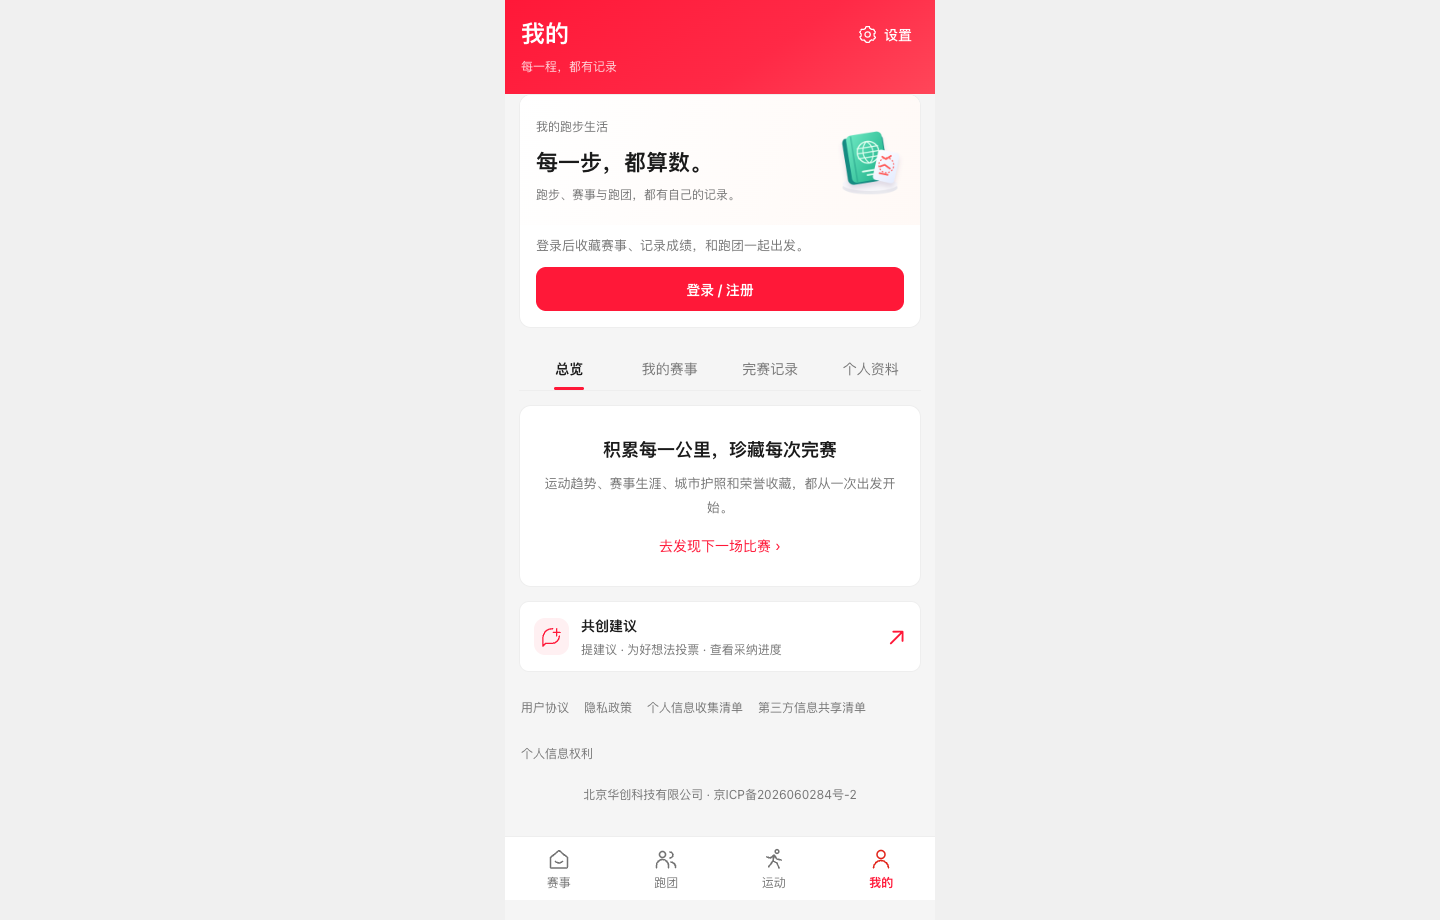 我的
设置
每一程，都有记录
我的跑步生活
每一步，都算数。
跑步、赛事与跑团，都有自己的记录。
登录后收藏赛事、记录成绩，和跑团一起出发。
登录 / 注册
总览
我的赛事
完赛记录
个人资料
积累每一公里，珍藏每次完赛
运动趋势、赛事生涯、城市护照和荣誉收藏，都从一次出发开
始。
去发现下一场比赛 ›
共创建议
提建议 · 为好想法投票 · 查看采纳进度
用户协议 隐私政策 个人信息收集清单 第三方信息共享清单
个人信息权利
北京华创科技有限公司 · 京ICP备2026060284号-2
赛事
跑团
运动
我的